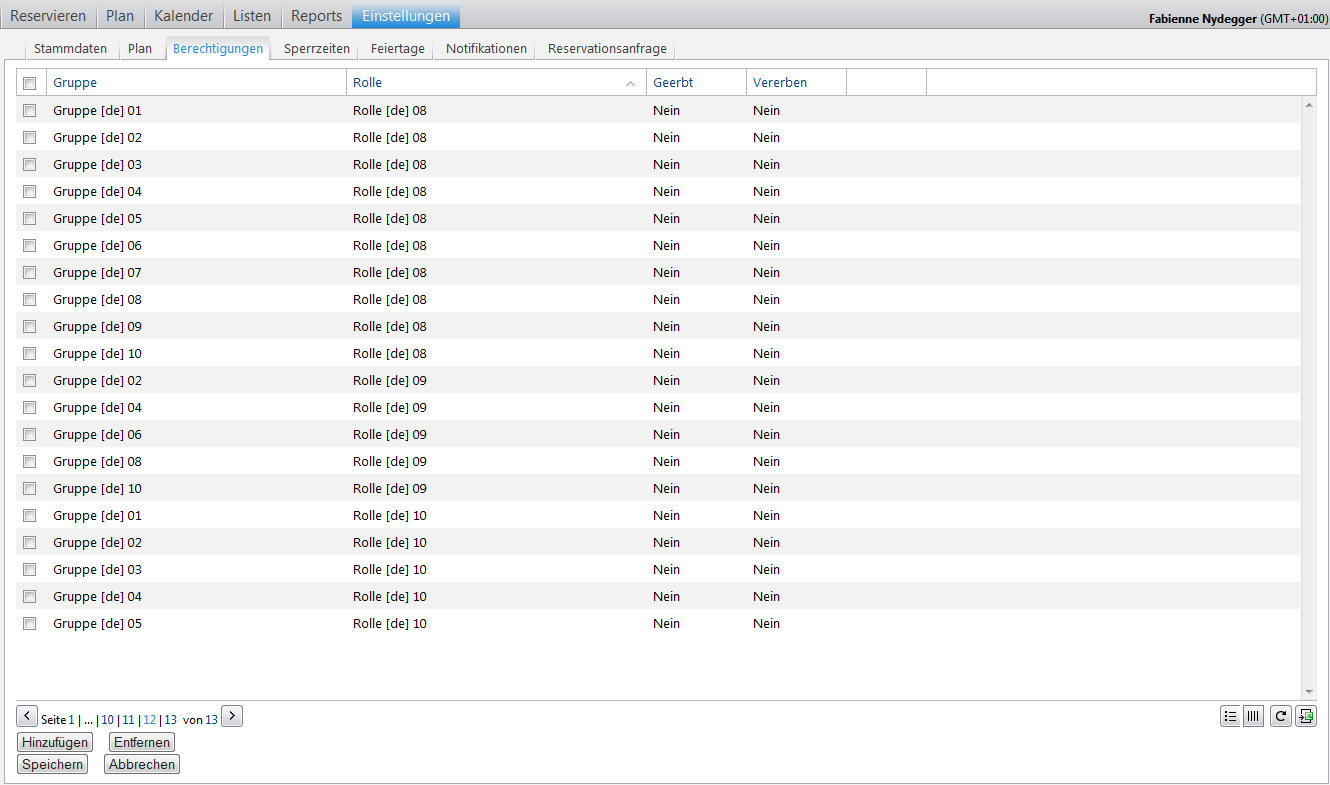 Reservieren Plan Kalender Listen Reports Einstellungen Fabienne Nydegger (GMT+01:00)
Stammdaten Plan Berechtigungen Sperrzeiten Feiertage Notifikationen Reservationsanfrage
Gruppe Rolle Geerbt Vererben
Gruppe [de] 01 Rolle [de] 08 Nein Nein
Gruppe [de] 02 Rolle [de] 08 Nein Nein
Gruppe [de] 03 Rolle [de] 08 Nein Nein
Gruppe [de] 04 Rolle [de] 08 Nein Nein
Gruppe [de] 05 Rolle [de] 08 Nein Nein
Gruppe [de] 06 Rolle [de] 08 Nein Nein
Gruppe [de] 07 Rolle [de] 08 Nein Nein
Gruppe [de] 08 Rolle [de] 08 Nein Nein
Gruppe [de] 09 Rolle [de] 08 Nein Nein
Gruppe [de] 10 Rolle [de] 08 Nein Nein
Gruppe [de] 02 Rolle [de] 09 Nein Nein
Gruppe [de] 04 Rolle [de] 09 Nein Nein
Gruppe [de] 06 Rolle [de] 09 Nein Nein
Gruppe [de] 08 Rolle [de] 09 Nein Nein
Gruppe [de] 10 Rolle [de] 09 Nein Nein
Gruppe [de] 01 Rolle [de] 10 Nein Nein
Gruppe [de] 02 Rolle [de] 10 Nein Nein
Gruppe [de] 03 Rolle [de] 10 Nein Nein
Gruppe [de] 04 Rolle [de] 10 Nein Nein
Gruppe [de] 05 Rolle [de] 10 Nein Nein
Seite 1 | ... | 10 | 11 | 12 | 13 von 13
Hinzufügen Entfernen
Speichern Abbrechen